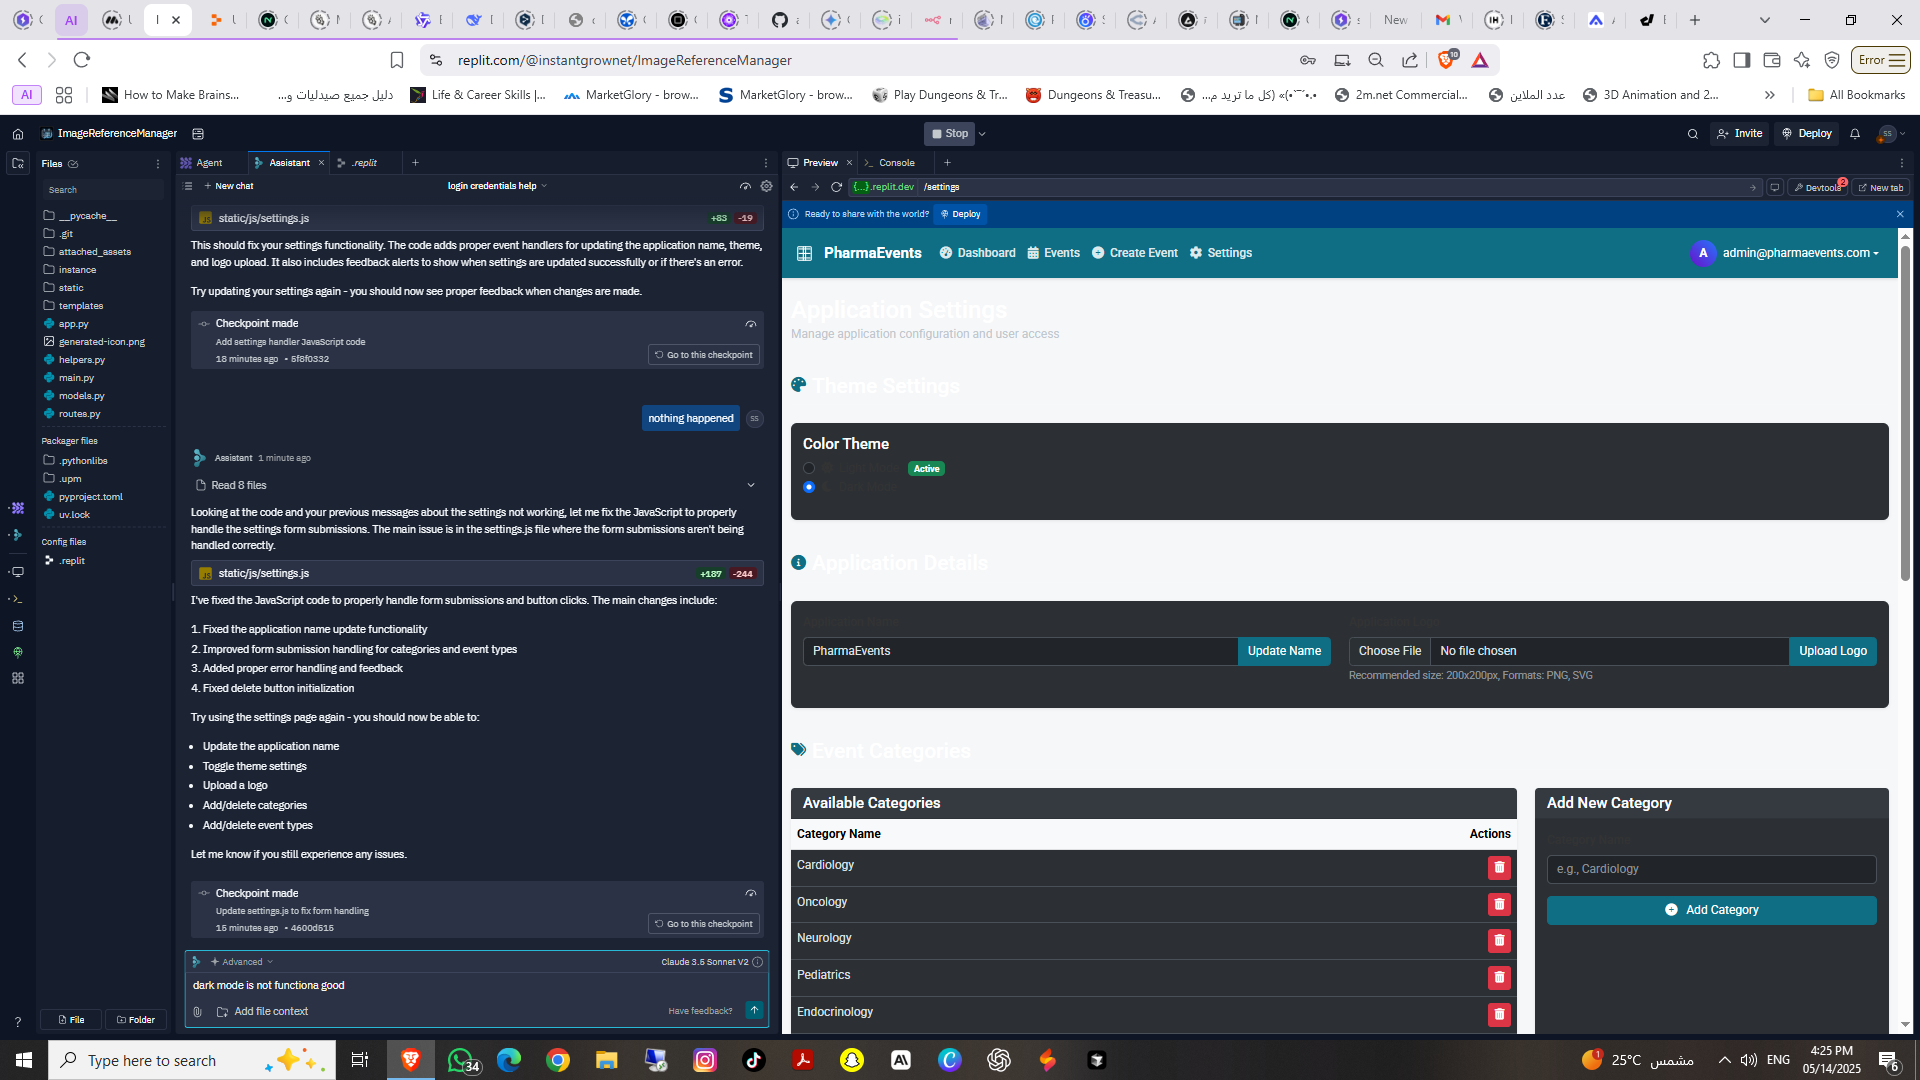 replit.com/@instantgrownet/ImageReferenceManager
Error
AI
How to Make Brains...
دليل جميع صيدليات و...
Life & Career Skills |...
MarketGlory - brow...
MarketGlory - brow...
Play Dungeons & Tr...
Dungeons & Treasu...
2m.net Commercial...
عدد الملاين
3D Animation and 2...
All Bookmarks
ImageReferenceManager
Stop
Invite
Deploy
Files
Agent
Assistant
.replit
Preview
Console
Search
New chat
login credentials help
{...}.replit.dev
/settings
Devtools
2
New tab
Ready to share with the world?
Deploy
__pycache__
.git
attached_assets
instance
static
templates
app.py
generated-icon.png
helpers.py
main.py
models.py
routes.py
Packager files
.pythonlibs
.upm
pyproject.toml
uv.lock
Config files
.replit
File
Folder
static/js/settings.js
+83 -19
This should fix your settings functionality. The code adds proper event handlers for updating the application name, theme,
and logo upload. It also includes feedback alerts to show when settings are updated successfully or if there's an error.
Try updating your settings again - you should now see proper feedback when changes are made.
Checkpoint made
Add settings handler JavaScript code
18 minutes ago • 5f8f0332
Go to this checkpoint
nothing happened
SS
Assistant 1 minute ago
Read 8 files
Looking at the code and your previous messages about the settings not working, let me fix the JavaScript to properly
handle the settings form submissions. The main issue is in the settings.js file where the form submissions aren't being
handled correctly.
static/js/settings.js
+187 -244
I've fixed the JavaScript code to properly handle form submissions and button clicks. The main changes include:
1. Fixed the application name update functionality
2. Improved form submission handling for categories and event types
3. Added proper error handling and feedback
4. Fixed delete button initialization
Try using the settings page again - you should now be able to:
• Update the application name
• Toggle theme settings
• Upload a logo
• Add/delete categories
• Add/delete event types
Let me know if you still experience any issues.
Checkpoint made
Update settings.js to fix form handling
15 minutes ago • 4600d515
Go to this checkpoint
Advanced
Claude 3.5 Sonnet V2
dark mode is not functiona good
Add file context
Have feedback?
PharmaEvents
Dashboard
Events
Create Event
Settings
A
admin@pharmaevents.com
Application Settings
Manage application configuration and user access
Theme Settings
Color Theme
Active
Application Details
PharmaEvents
Update Name
Choose File
No file chosen
Upload Logo
Recommended size: 200x200px, Formats: PNG, SVG
Event Categories
Available Categories
Category Name
Actions
Cardiology
Oncology
Neurology
Pediatrics
Endocrinology
Add New Category
e.g., Cardiology
Add Category
Type here to search
34
1
25°C مشمس
ENG
4:25 PM
05/14/2025
6